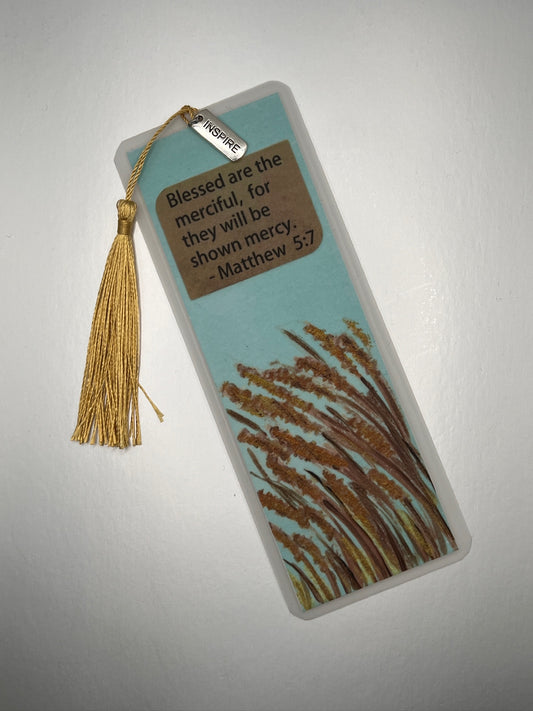 INSPIRE
Blessed are the
merciful, for
they will be
shown mercy.
- Matthew 5:7